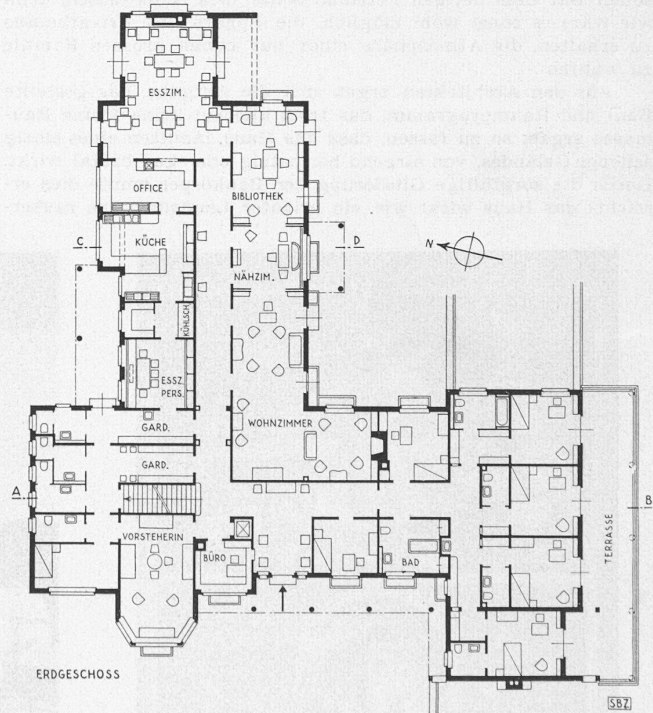 ESSZIM.
OFFICE
BIBLIOTHEK
C
KÜCHE
D
N
NÄHZIM.
KÜHLSCH.
ESSZ.
PERS.
GARD.
WOHNZIMMER
GARD.
A
B
VORSTEHERIN
BÜRO
BAD
TERRASSE
ERDGESCHOSS
SBZ